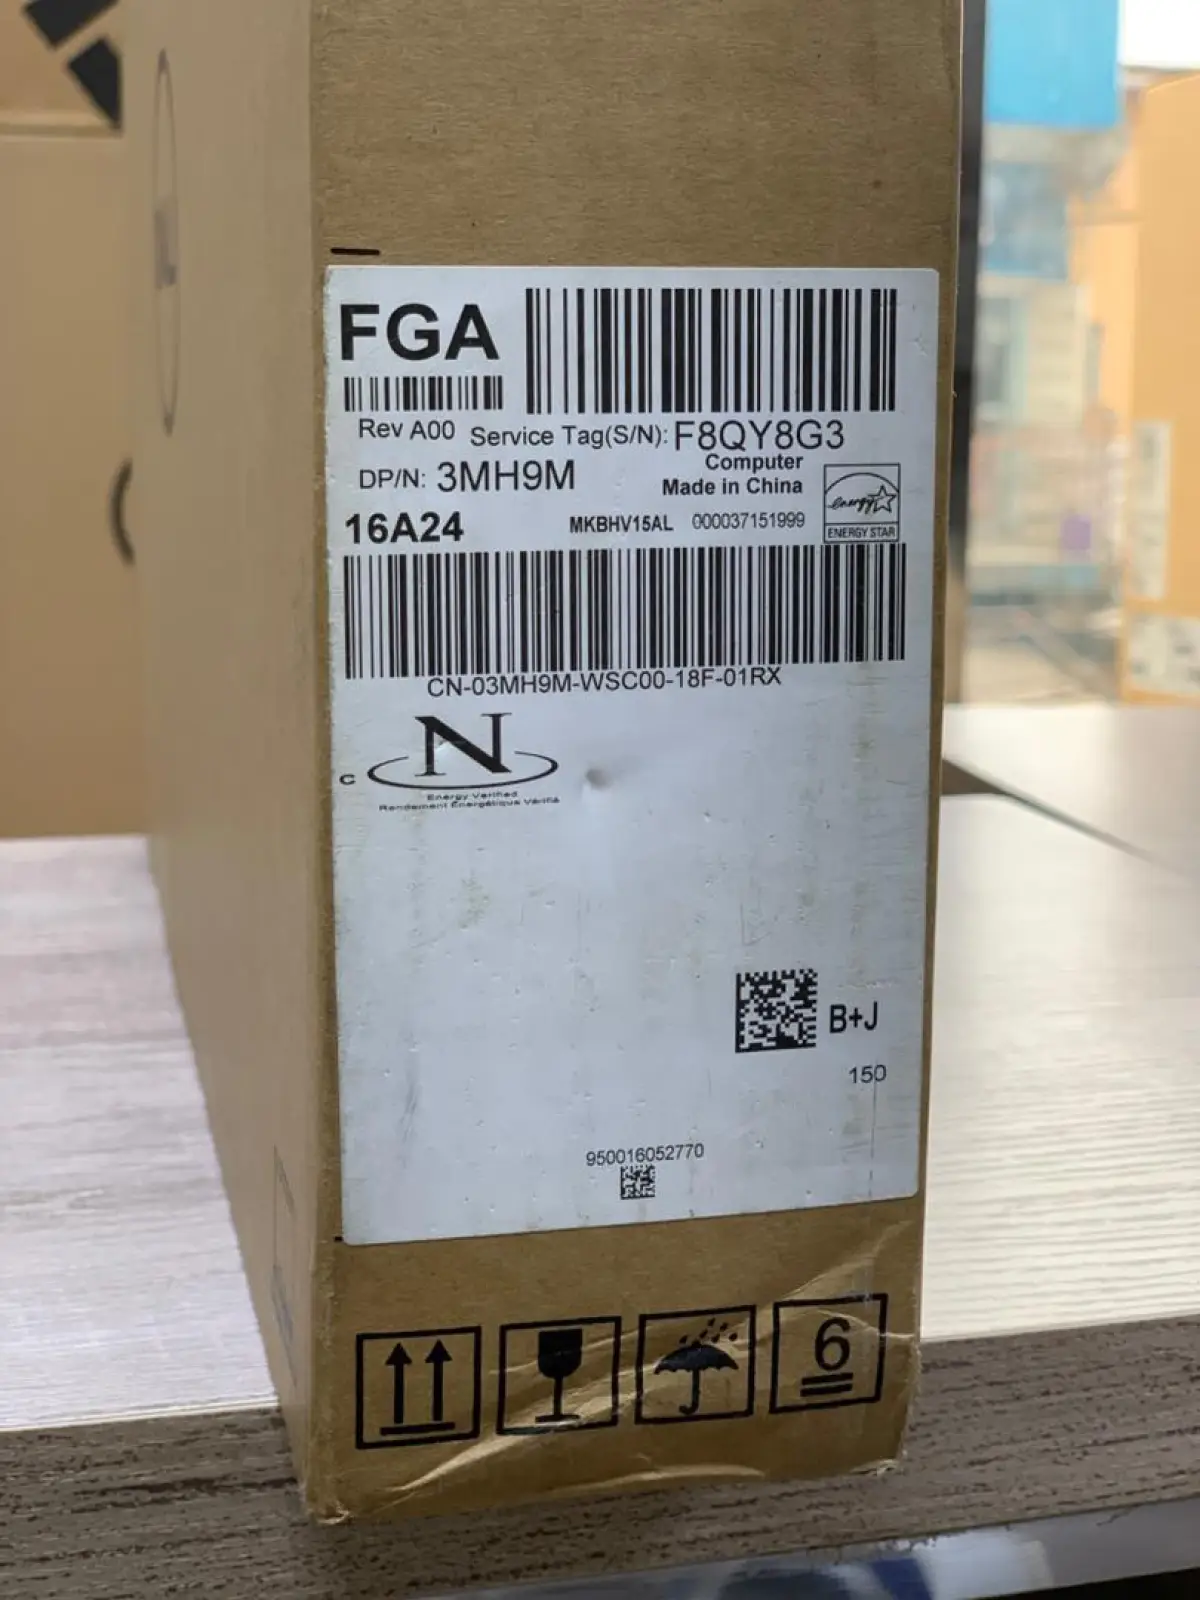 FGA
Rev A00 Service Tag(S/N): F8QY8G3
DP/N: 3MH9M
Computer
Made in China
16A24 MKBHV15AL 000037151999
energy
ENERGY STAR
CN-03MH9M-WSC00-18F-01RX
C N
Energy Verified
Rendement Énergétique Vérifié
B+J
150
950016052770
6